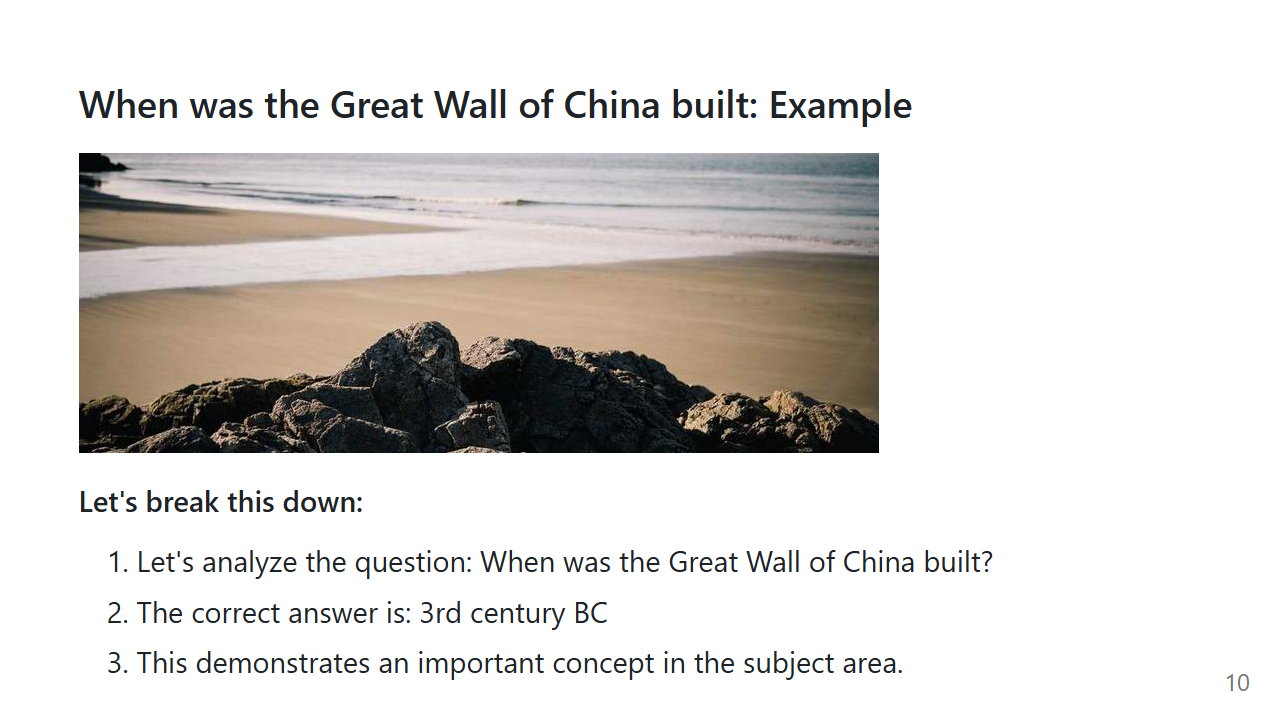 When was the Great Wall of China built: Example
Let's break this down:
1. Let's analyze the question: When was the Great Wall of China built?
2. The correct answer is: 3rd century BC
3. This demonstrates an important concept in the subject area.
10